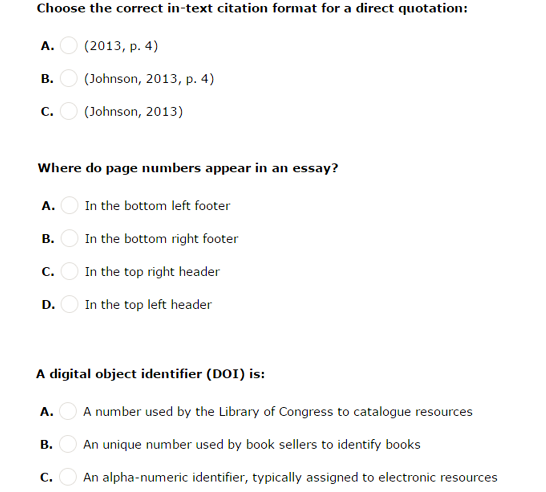 Choose the correct in-text citation format for a direct quotation:
A. (2013, p. 4)
B. (Johnson, 2013, p. 4)
C. (Johnson, 2013)
Where do page numbers appear in an essay?
A. In the bottom left footer
B. In the bottom right footer
C. In the top right header
D. In the top left header
A digital object identifier (DOI) is:
A. A number used by the Library of Congress to catalogue resources
B. An unique number used by book sellers to identify books
C. An alpha-numeric identifier, typically assigned to electronic resources